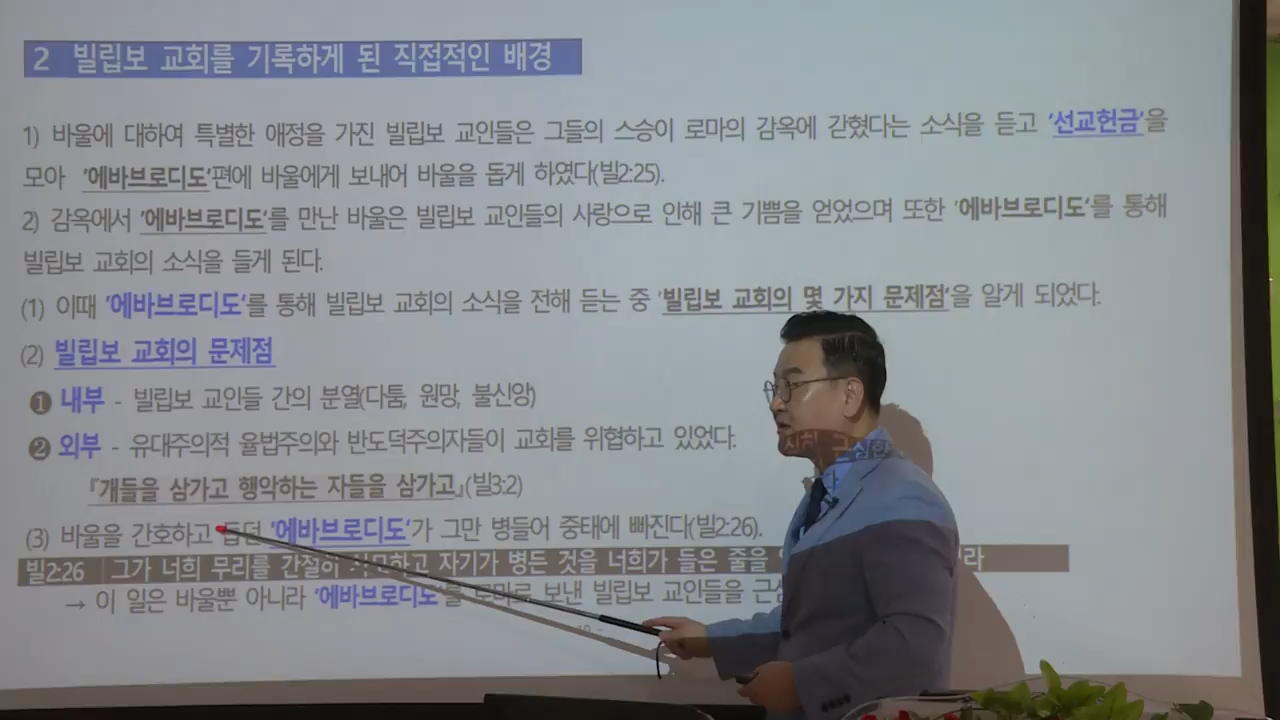 2 빌립보 교회를 기록하게 된 직접적인 배경
1) 바울에 대하여 특별한 애정을 가진 빌립보 교인들은 그들의 스승이 로마의 감옥에 갇혔다는 소식을 듣고 '선교헌금'을
모아 '에바브로디도'편에 바울에게 보내어 바울을 돕게 하였다(빌2:25).
2) 감옥에서 '에바브로디도'를 만난 바울은 빌립보 교인들의 사랑으로 인해 큰 기쁨을 얻었으며 또한 '에바브로디도'를 통해
빌립보 교회의 소식을 들게 된다.
(1) 이때 '에바브로디도'를 통해 빌립보 교회의 소식을 전해 듣는 중 '빌립보 교회의 몇 가지 문제점'을 알게 되었다.
(2) 빌립보 교회의 문제점
❶ 내부 - 빌립보 교인들 간의 분열(다툼, 원망, 불신앙)
❷ 외부 - 유대주의적 율법주의와 반도덕주의자들이 교회를 위협하고 있었다.
『개들을 삼가고 행악하는 자들을 삼가고』(빌3:2)
(3) 바울을 간호하고 돕던 '에바브로디도'가 그만 병들어 중태에 빠진다(빌2:26).
빌2:26 그가 너희 무리를 간절히 사모하고 자기가 병든 것을 너희가 들은 줄을
→ 이 일은 바울뿐 아니라 '에바브로디도'를 로마로 보낸 빌립보 교인들을